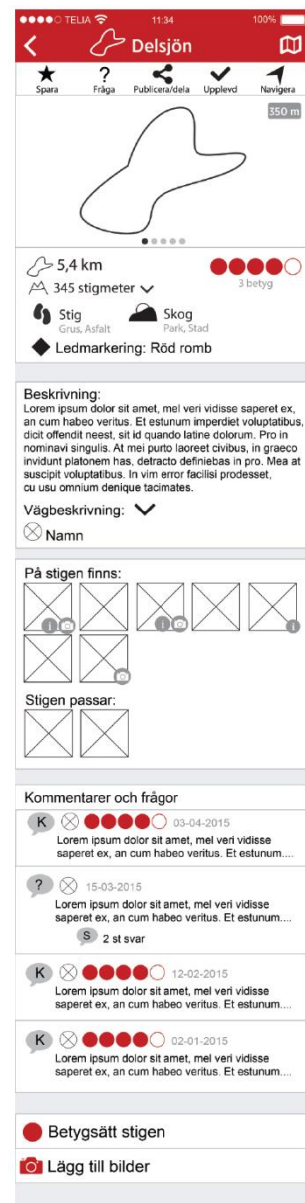 TELIA 11:34 100%
Delsjön
Spara Fråga Publicera/dela Upplevd Navigera
350 m
5,4 km
3 betyg
345 stigmeter
Stig Skog
Grus, Asfalt Park, Stad
Ledmarkering: Röd romb
Beskrivning:
Lorem ipsum dolor sit amet, mel veri vidisse saperet ex,
an cum habeo veritus. Et estunum imperdiet voluptatibus,
dicit offendit neest, sit id quando latine dolorum. Pro in
nominavi singulis. At mei purto laoreet civibus, in graeco
invidunt platonem has, detracto definiebas in pro. Mea at
suscipit voluptatibus. In vim error facilisi prodesset,
cu usu omnium denique tacimates.
Vägbeskrivning:
Namn
På stigen finns:
i i i
Stigen passar:
Kommentarer och frågor
K 03-04-2015
Lorem ipsum dolor sit amet, mel veri vidisse
saperet ex, an cum habeo veritus. Et estunum....
? 15-03-2015
Lorem ipsum dolor sit amet, mel veri vidisse
saperet ex, an cum habeo veritus. Et estunum....
S 2 st svar
K 12-02-2015
Lorem ipsum dolor sit amet, mel veri vidisse
saperet ex, an cum habeo veritus. Et estunum....
K 02-01-2015
Lorem ipsum dolor sit amet, mel veri vidisse
saperet ex, an cum habeo veritus. Et estunum....
Betygsätt stigen
Lägg till bilder